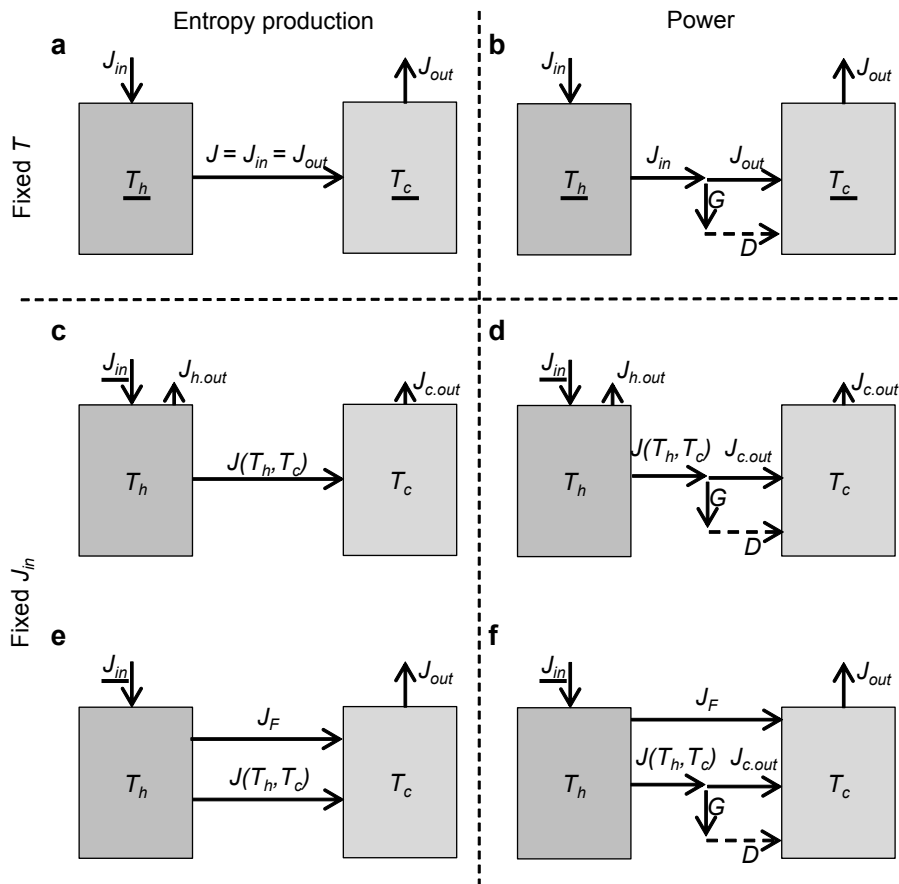 Entropy production
Power
Fixed T
a
J_in
J_out
T_h
J = J_in = J_out
T_c
b
J_in
J_out
T_h
J_in
J_out
G
D
T_c
Fixed J_in
c
J_in
J_h.out
J_c.out
T_h
J(T_h,T_c)
T_c
d
J_in
J_h.out
J_c.out
T_h
J(T_h,T_c)
J_c.out
G
D
T_c
e
J_in
J_out
J_F
T_h
J(T_h,T_c)
T_c
f
J_in
J_out
J_F
T_h
J(T_h,T_c)
J_c.out
G
D
T_c